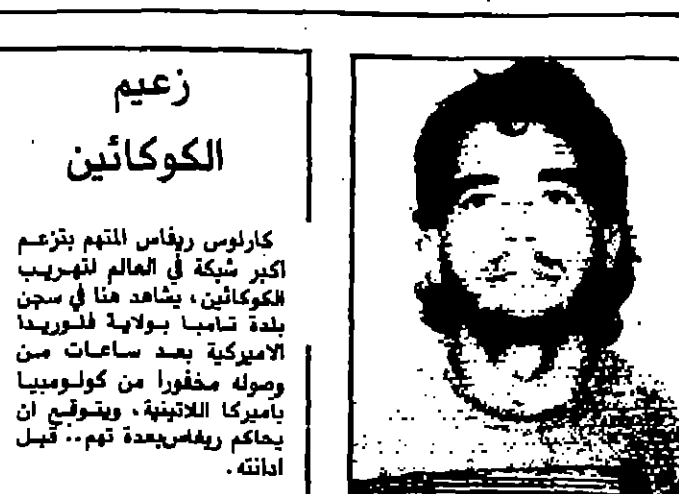 زعيم
الكوكائين
كارلوس ريفاس المتهم بتزعم
اكبر شبكة في العالم لتهريب
الكوكائين، يشاهد هنا في سجن
بلدة تامبا بولاية فلوريدا
الاميركية بعد ساعات من
وصوله مخفورا من كولومبيا
باميركا اللاتينية، ويتوقع ان
يحاكم ريفاس بعدة تهم.. قبل
ادانته.